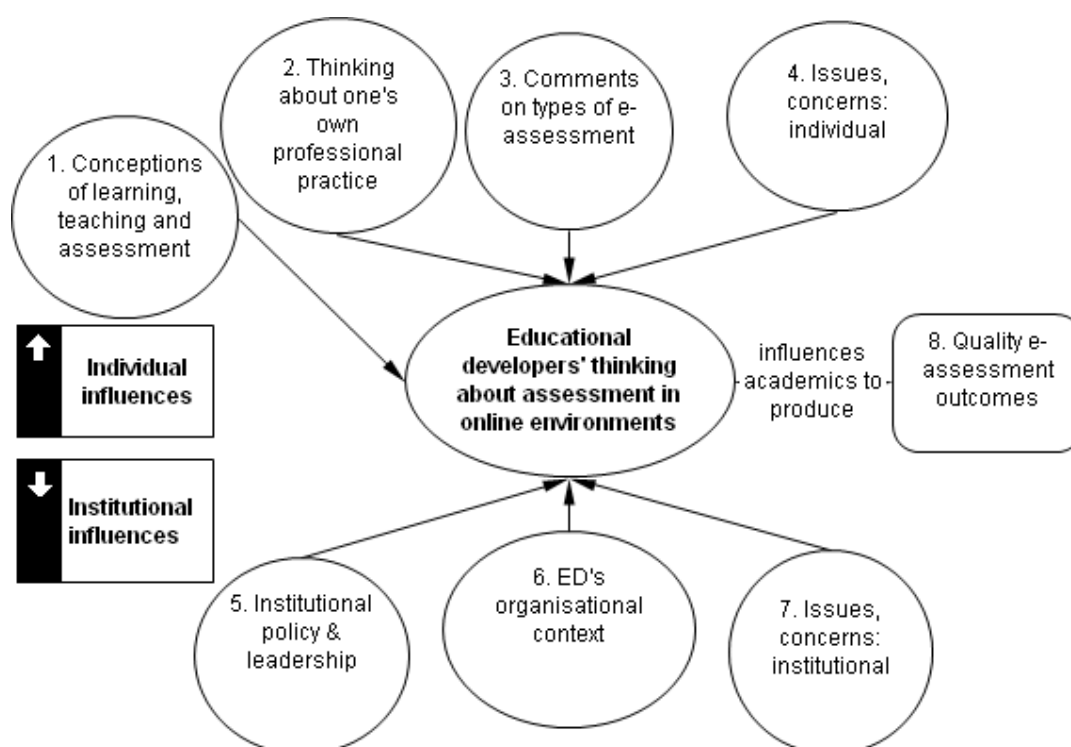 1. Conceptions
of learning,
teaching and
assessment
2. Thinking
about one's
own
professional
practice
3. Comments
on types of e-
assessment
4. Issues,
concerns:
individual
Individual
influences
Institutional
influences
Educational
developers' thinking
about assessment in
online environments
influences
academics to
produce
8. Quality e-
assessment
outcomes
5. Institutional
policy &
leadership
6. ED's
organisational
context
7. Issues,
concerns:
institutional